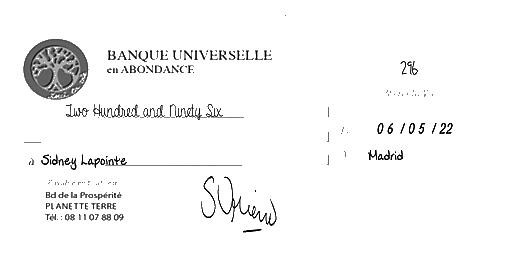 BANQUE UNIVERSELLE
en ABONDANCE
296
Two Hundred and Ninety Six
06/05/22
à Sidney Lapointe
Madrid
Bd de la Prospérité
PLANETTE TERRE
Tél. : 08 11 07 88 09